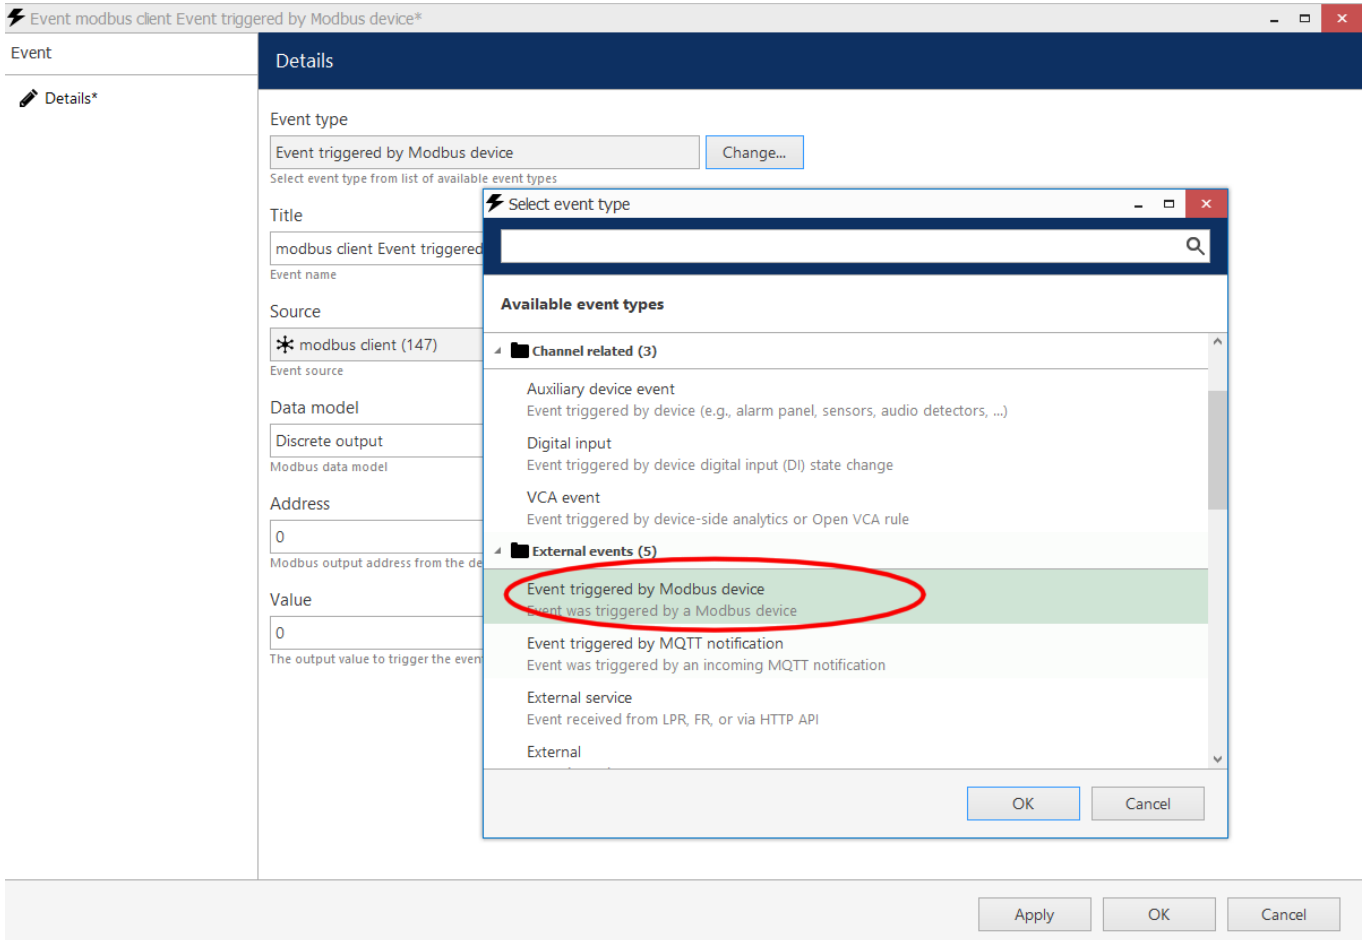 Event modbus client Event triggered by Modbus device*
Event
Details
Details*
Event type
Event triggered by Modbus device
Change...
Select event type from list of available event types
Title
modbus client Event triggered
Event name
Source
modbus client (147)
Event source
Data model
Discrete output
Modbus data model
Address
0
Modbus output address from the de
Value
0
The output value to trigger the even
Select event type
Available event types
Channel related (3)
Auxiliary device event
Event triggered by device (e.g., alarm panel, sensors, audio detectors, ...)
Digital input
Event triggered by device digital input (DI) state change
VCA event
Event triggered by device-side analytics or Open VCA rule
External events (5)
Event triggered by Modbus device
Event was triggered by a Modbus device
Event triggered by MQTT notification
Event was triggered by an incoming MQTT notification
External service
Event received from LPR, FR, or via HTTP API
External
OK
Cancel
Apply
OK
Cancel